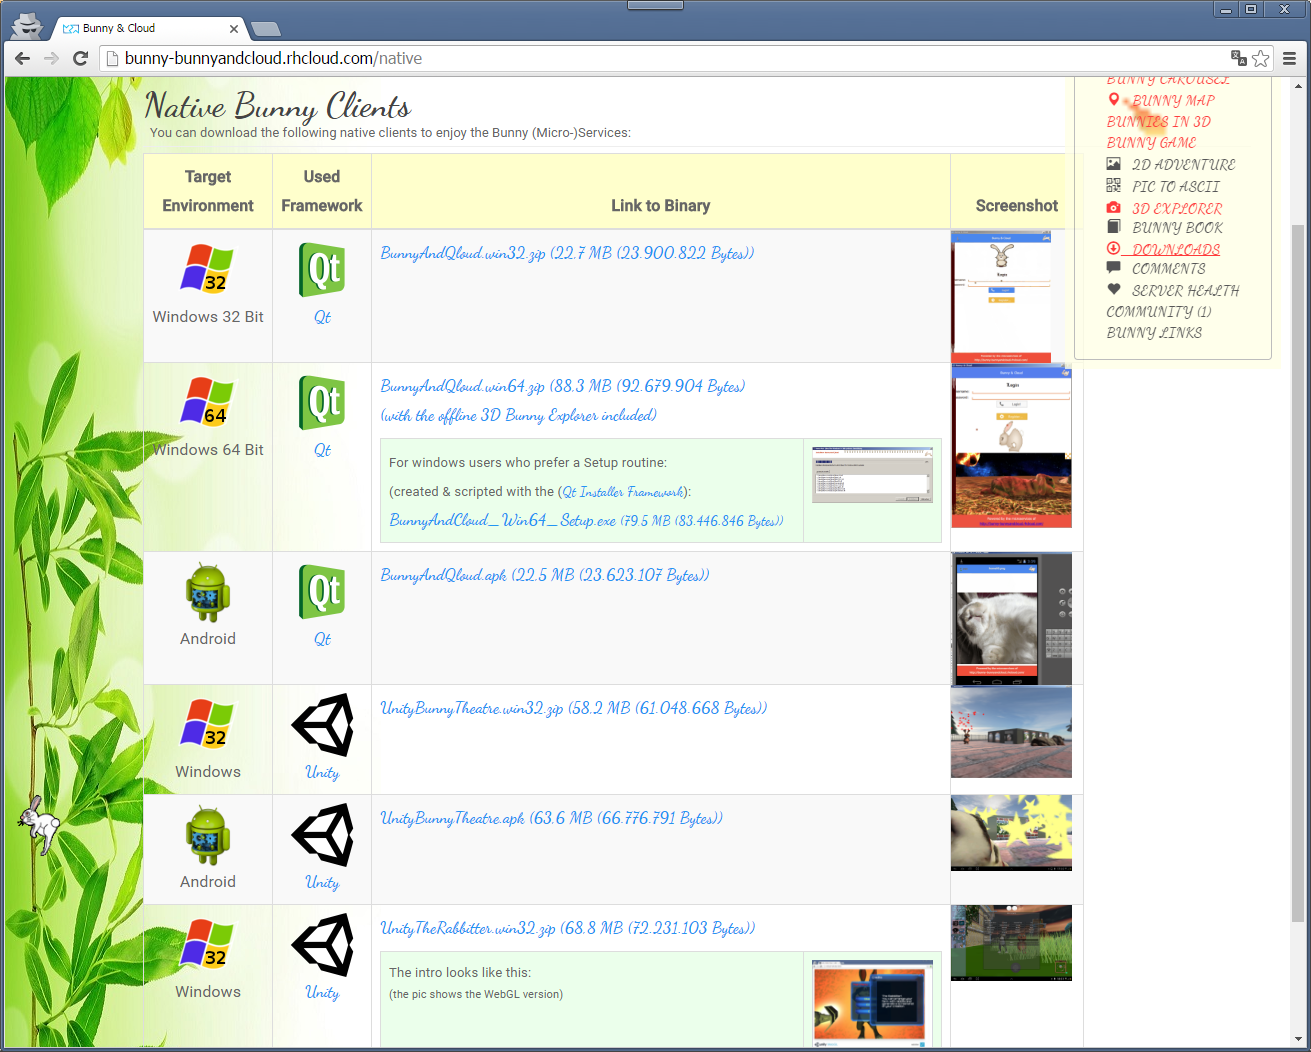 Bunny & Cloud
bunny-bunnyandcloud.rhcloud.com/native
Native Bunny Clients
You can download the following native clients to enjoy the Bunny (Micro-)Services:
BUNNY CAROUSEL
BUNNY MAP
BUNNIES IN 3D
BUNNY GAME
2D ADVENTURE
PIC TO ASCII
3D EXPLORER
BUNNY BOOK
DOWNLOADS
COMMENTS
SERVER HEALTH
COMMUNITY (1)
BUNNY LINKS
Target Environment
Used Framework
Link to Binary
Screenshot
32
Windows 32 Bit
Qt
Qt
BunnyAndQloud.win32.zip (22.7 MB (23.900.822 Bytes))
Login
64
Windows 64 Bit
Qt
Qt
BunnyAndQloud.win64.zip (88.3 MB (92.679.904 Bytes)
(with the offline 3D Bunny Explorer included)
For windows users who prefer a Setup routine:
(created & scripted with the (Qt Installer Framework):
BunnyAndCloud_Win64_Setup.exe (79.5 MB (83.446.846 Bytes))
Login
Android
Qt
Qt
BunnyAndQloud.apk (22.5 MB (23.623.107 Bytes))
32
Windows
Unity
UnityBunnyTheatre.win32.zip (58.2 MB (61.048.668 Bytes))
Android
Unity
UnityBunnyTheatre.apk (63.6 MB (66.776.791 Bytes))
32
Windows
Unity
UnityTheRabbitter.win32.zip (68.8 MB (72.231.103 Bytes))
The intro looks like this:
(the pic shows the WebGL version)